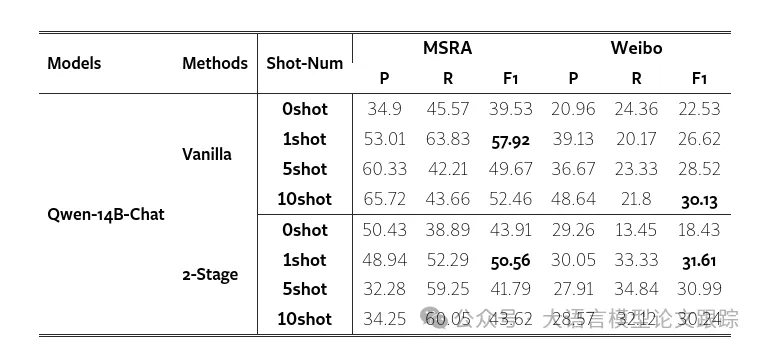 Models Methods Shot-Num MSRA Weibo
P R F1 P R F1
Vanilla
0shot 34.9 45.57 39.53 20.96 24.36 22.53
1shot 53.01 63.83 57.92 39.13 20.17 26.62
5shot 60.33 42.21 49.67 36.67 23.33 28.52
10shot 65.72 43.66 52.46 48.64 21.8 30.13
Qwen-14B-Chat
2-Stage
0shot 50.43 38.89 43.91 29.26 13.45 18.43
1shot 48.94 52.29 50.56 30.05 33.33 31.61
5shot 32.28 59.25 41.79 27.91 34.84 30.99
10shot 34.25 60.05 43.62 28.57 32.12 30.24
公众号 · 大语言模型论文跟踪